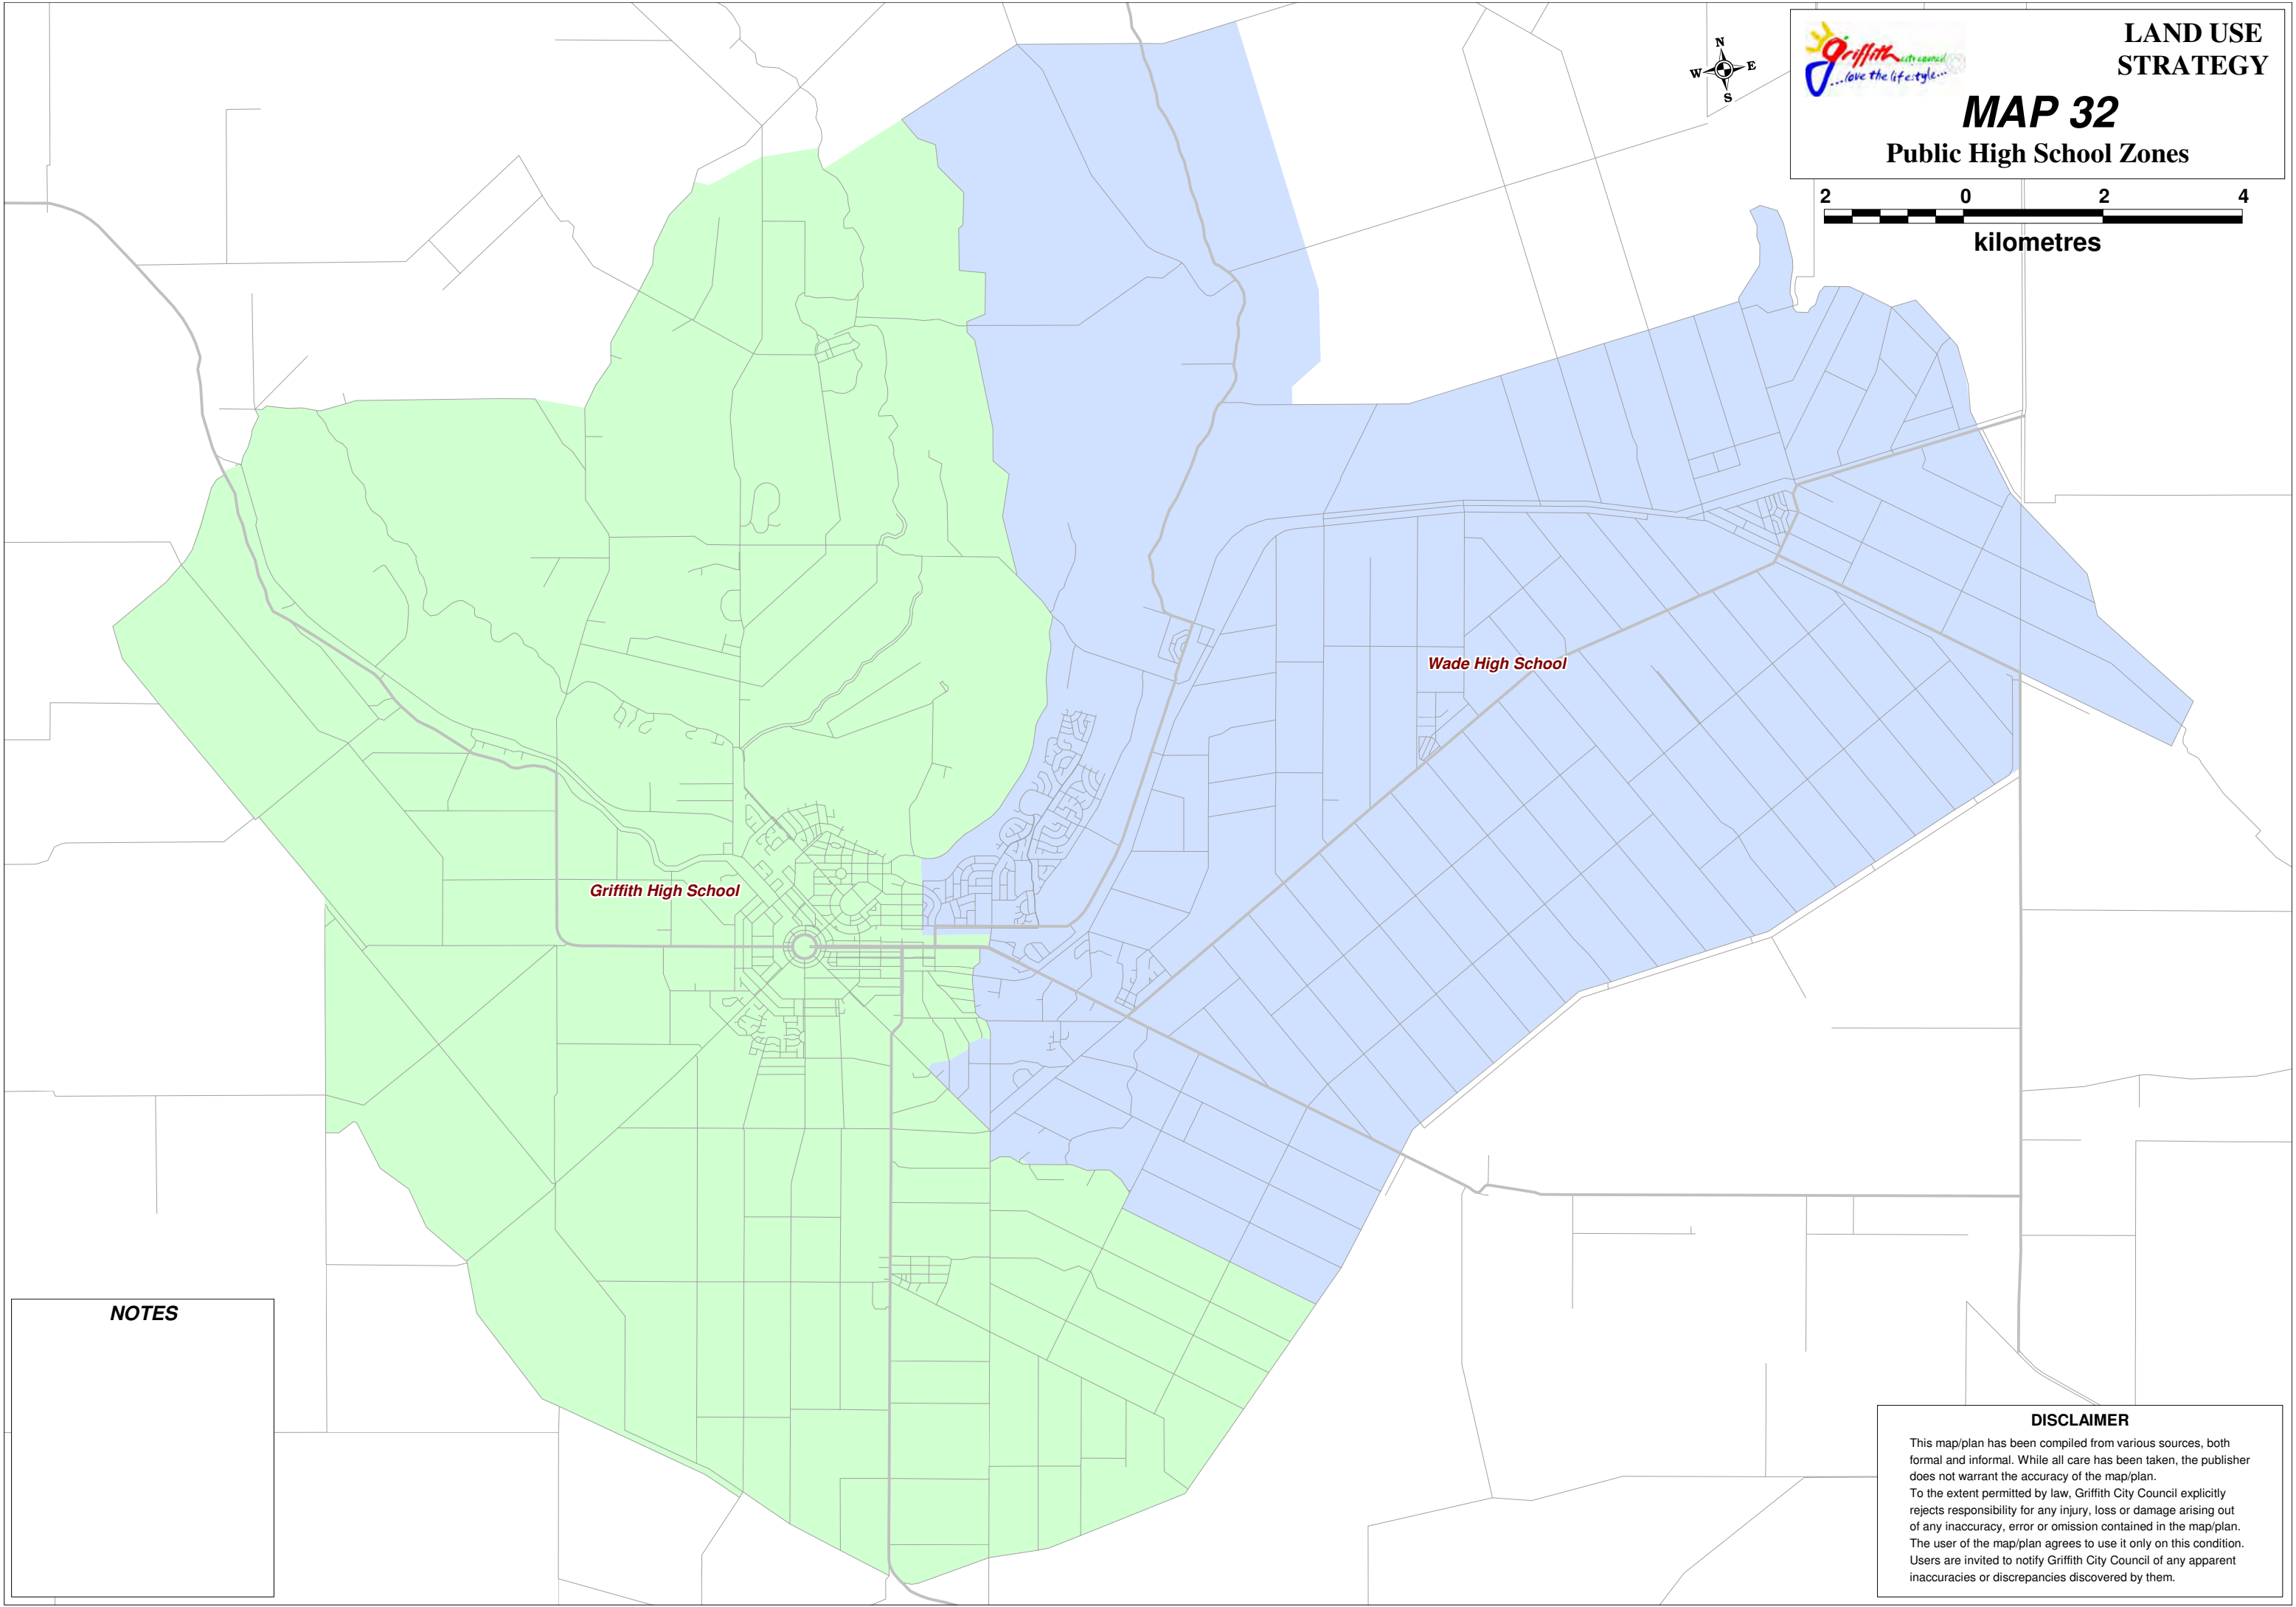 griffith city council
...love the lifestyle...
LAND USE
STRATEGY
MAP 32
Public High School Zones
N
W E
S
2 0 2 4
kilometres
Wade High School
Griffith High School
NOTES
DISCLAIMER
This map/plan has been compiled from various sources, both
formal and informal. While all care has been taken, the publisher
does not warrant the accuracy of the map/plan.
To the extent permitted by law, Griffith City Council explicitly
rejects responsibility for any injury, loss or damage arising out
of any inaccuracy, error or omission contained in the map/plan.
The user of the map/plan agrees to use it only on this condition.
Users are invited to notify Griffith City Council of any apparent
inaccuracies or discrepancies discovered by them.